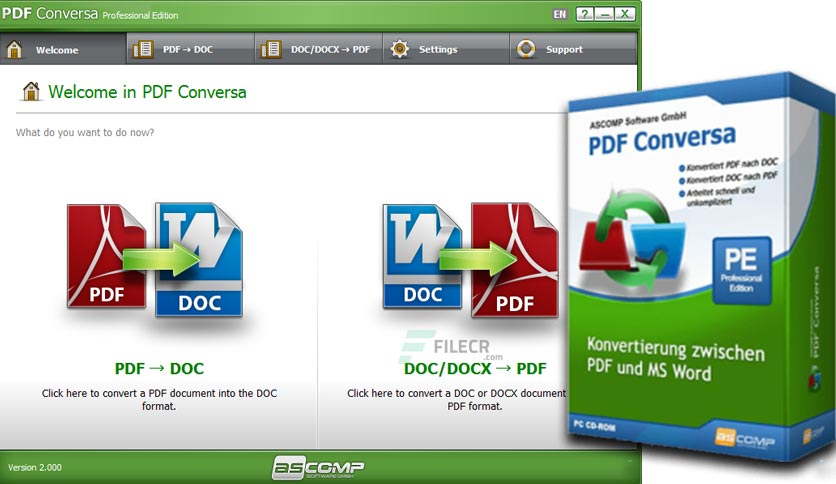 PDF Conversa Professional Edition
EN
?
X
Welcome
PDF → DOC
DOC/DOCX → PDF
Settings
Support
Welcome in PDF Conversa
What do you want to do now?
PDF
DOC
DOC
PDF
FILECR
.com
PDF → DOC
Click here to convert a PDF document into the DOC
format.
DOC/DOCX → PDF
Click here to convert a DOC or DOCX document
PDF format.
Version 2.000
ascomp
SOFTWARE GMBH
ASCOMP Software GmbH
PDF Conversa
Konvertiert PDF nach DOC
Konvertiert DOC nach PDF
Arbeitet schnell und
unkompliziert
PE
Professional
Edition
Konvertierung zwischen
PDF und MS Word
PC CD-ROM
ascomp
PDF Conversa